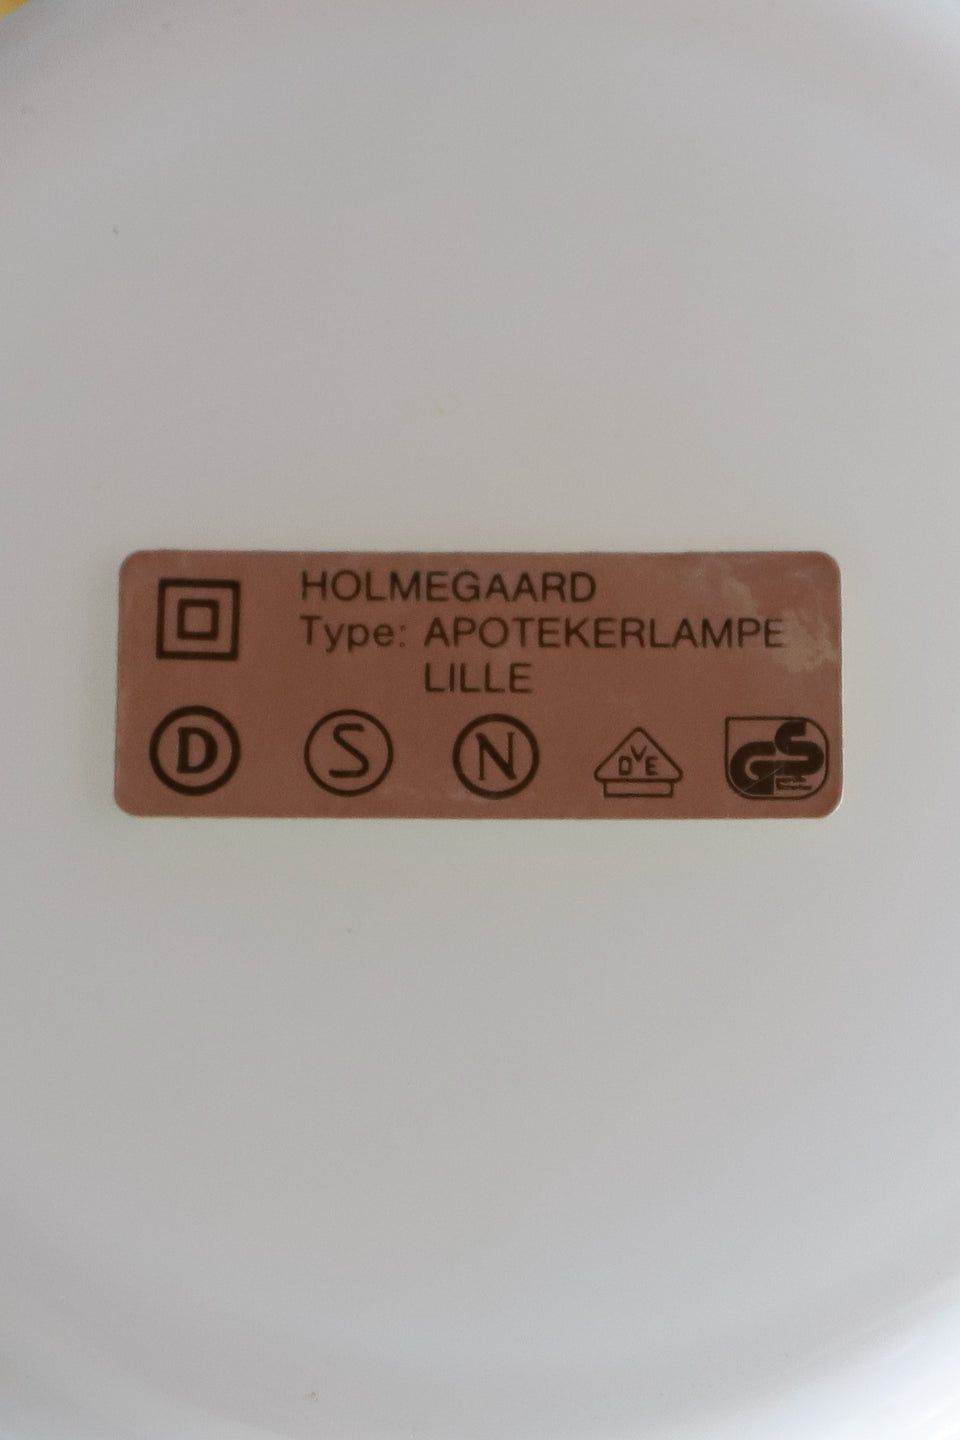 HOLMEGAARD
Type: APOTEKERLAMPE
LILLE
D S N DVE GS